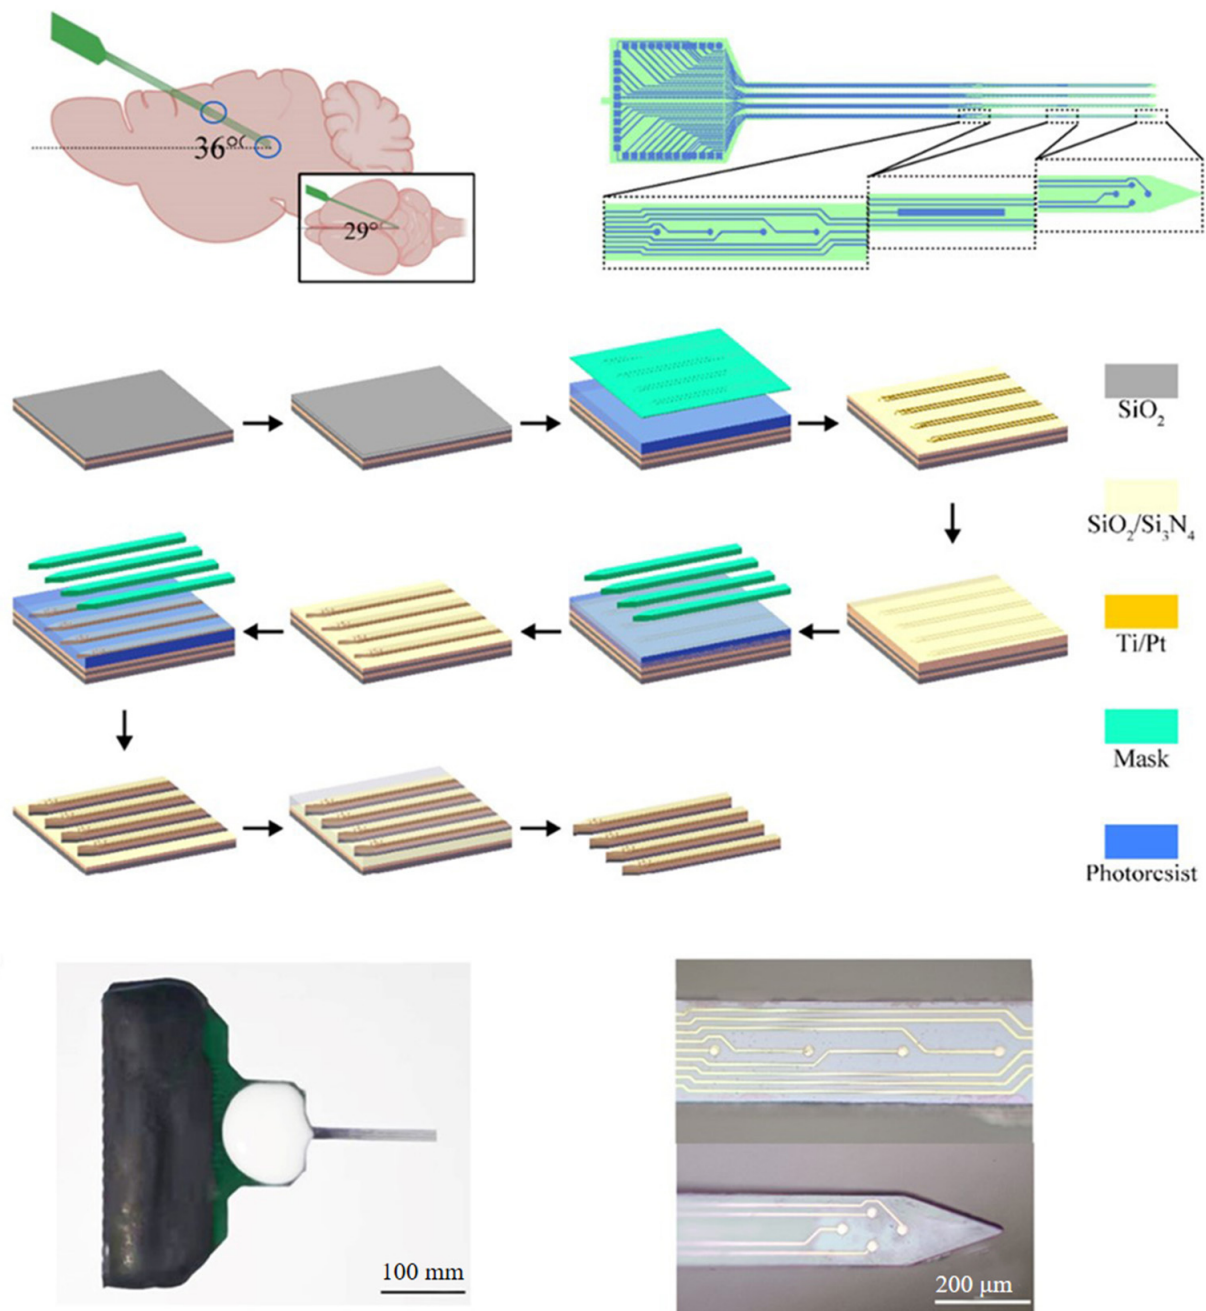 36°
29°
SiO₂
SiO₂/Si₃N₄
Ti/Pt
Mask
Photorcsist
100 mm
200 μm